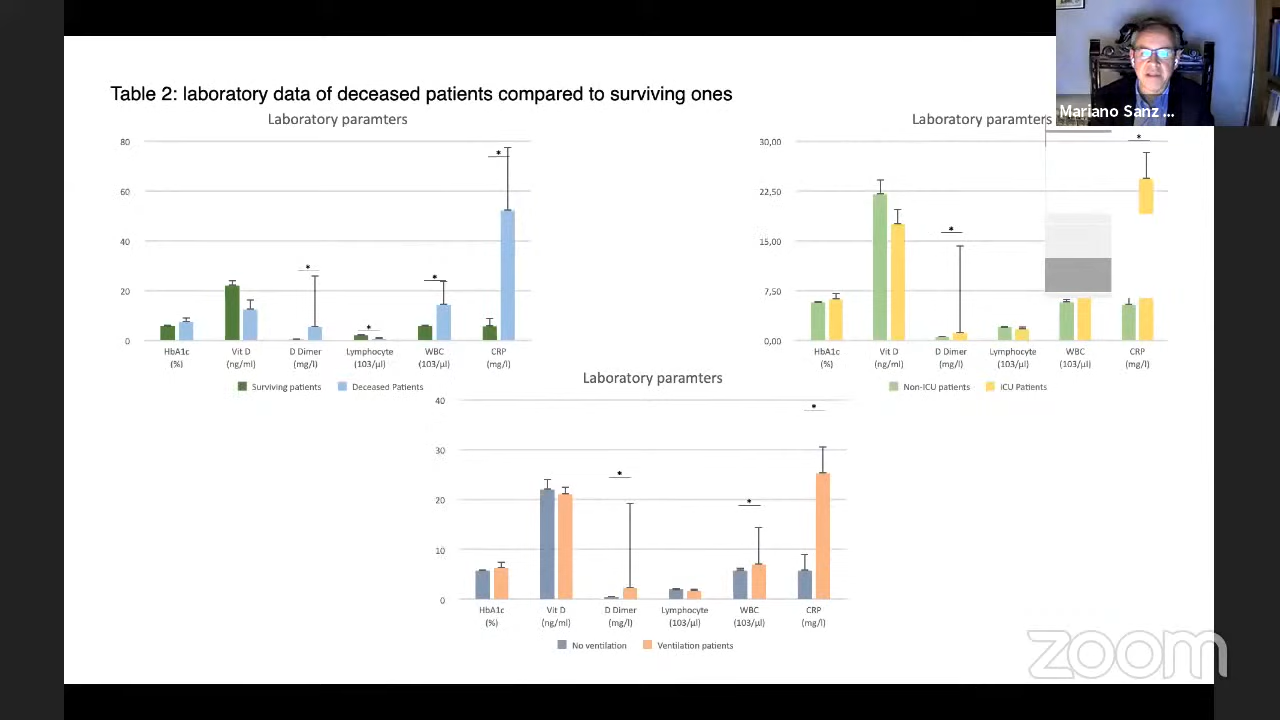 Mariano Sanz ...
Table 2: laboratory data of deceased patients compared to surviving ones
Laboratory paramters
80
60
40
20
0
*
*
*
*
HbA1c
(%)
Vit D
(ng/ml)
D Dimer
(mg/l)
Lymphocyte
(103/µl)
WBC
(103/µl)
CRP
(mg/l)
Surviving patients
Deceased Patients
Laboratory paramters
30,00
22,50
15,00
7,50
0,00
*
*
HbA1c
(%)
Vit D
(ng/ml)
D Dimer
(mg/l)
Lymphocyte
(103/µl)
WBC
(103/µl)
CRP
(mg/l)
Non-ICU patients
ICU Patients
Laboratory paramters
40
30
20
10
0
*
*
*
HbA1c
(%)
Vit D
(ng/ml)
D Dimer
(mg/l)
Lymphocyte
(103/µl)
WBC
(103/µl)
CRP
(mg/l)
No ventilation
Ventilation patients
zoom